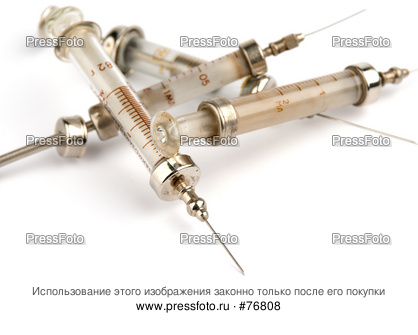 PressFoto PressFoto PressFoto
PressFoto PressFoto PressFoto
PressFoto PressFoto PressFoto
Использование этого изображения законно только после его покупки
www.pressfoto.ru · #76808